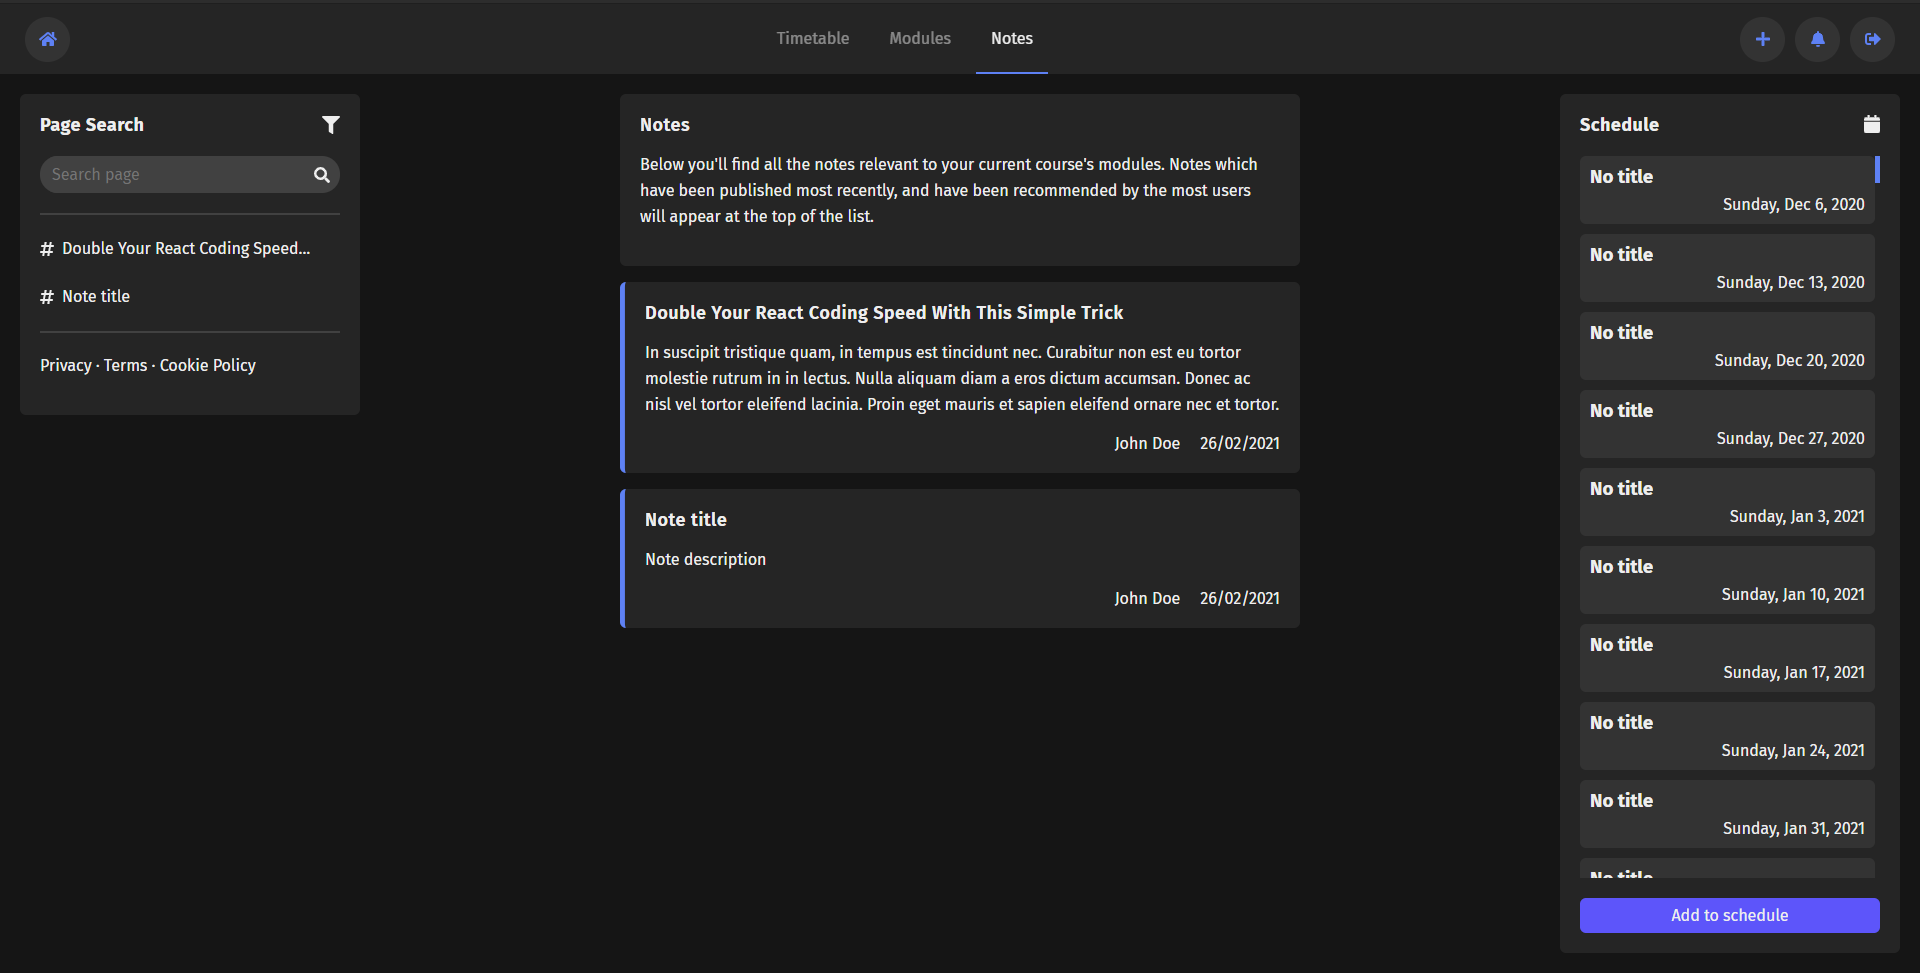 Timetable
Modules
Notes
Page Search
Search page
# Double Your React Coding Speed...
# Note title
Privacy · Terms · Cookie Policy
Notes
Below you'll find all the notes relevant to your current course's modules. Notes which
have been published most recently, and have been recommended by the most users
will appear at the top of the list.
Double Your React Coding Speed With This Simple Trick
In suscipit tristique quam, in tempus est tincidunt nec. Curabitur non est eu tortor
molestie rutrum in in lectus. Nulla aliquam diam a eros dictum accumsan. Donec ac
nisl vel tortor eleifend lacinia. Proin eget mauris et sapien eleifend ornare nec et tortor.
John Doe 26/02/2021
Note title
Note description
John Doe 26/02/2021
Schedule
No title
Sunday, Dec 6, 2020
No title
Sunday, Dec 13, 2020
No title
Sunday, Dec 20, 2020
No title
Sunday, Dec 27, 2020
No title
Sunday, Jan 3, 2021
No title
Sunday, Jan 10, 2021
No title
Sunday, Jan 17, 2021
No title
Sunday, Jan 24, 2021
No title
Sunday, Jan 31, 2021
No title
Add to schedule